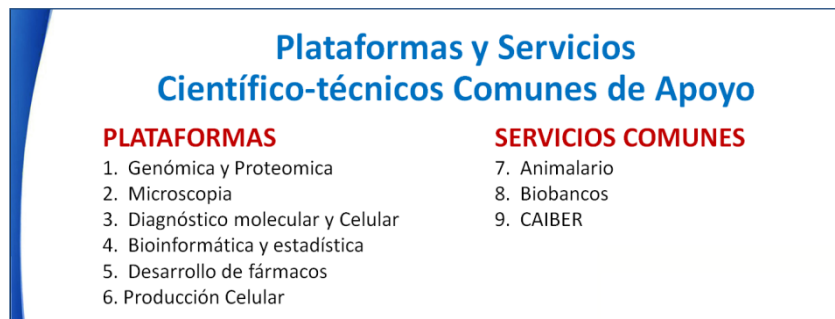 Plataformas y Servicios
Científico-técnicos Comunes de Apoyo
PLATAFORMAS
1. Genómica y Proteomica
2. Microscopia
3. Diagnóstico molecular y Celular
4. Bioinformática y estadística
5. Desarrollo de fármacos
6. Producción Celular
SERVICIOS COMUNES
7. Animalario
8. Biobancos
9. CAIBER